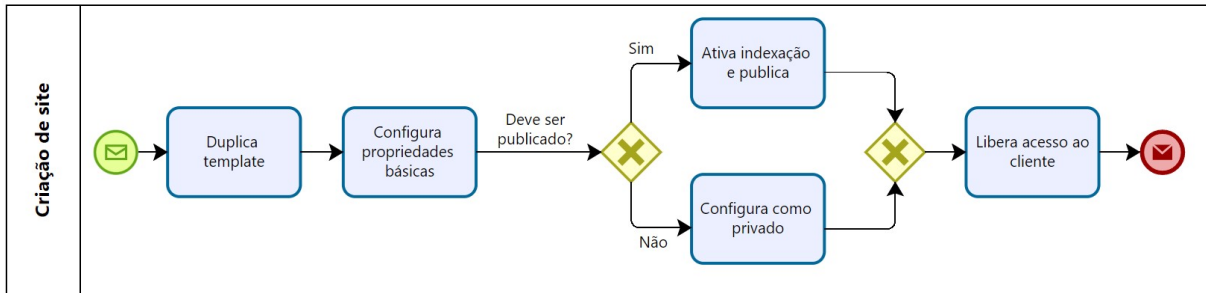 Criação de site
Duplica
template
Configura
propriedades
básicas
Deve ser
publicado?
Sim
Ativa indexação
e publica
Não
Configura como
privado
Libera acesso ao
cliente